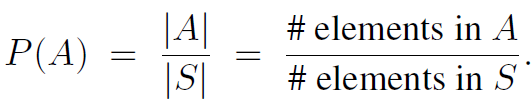 P(A) = |A| / |S| = # elements in A / # elements in S.